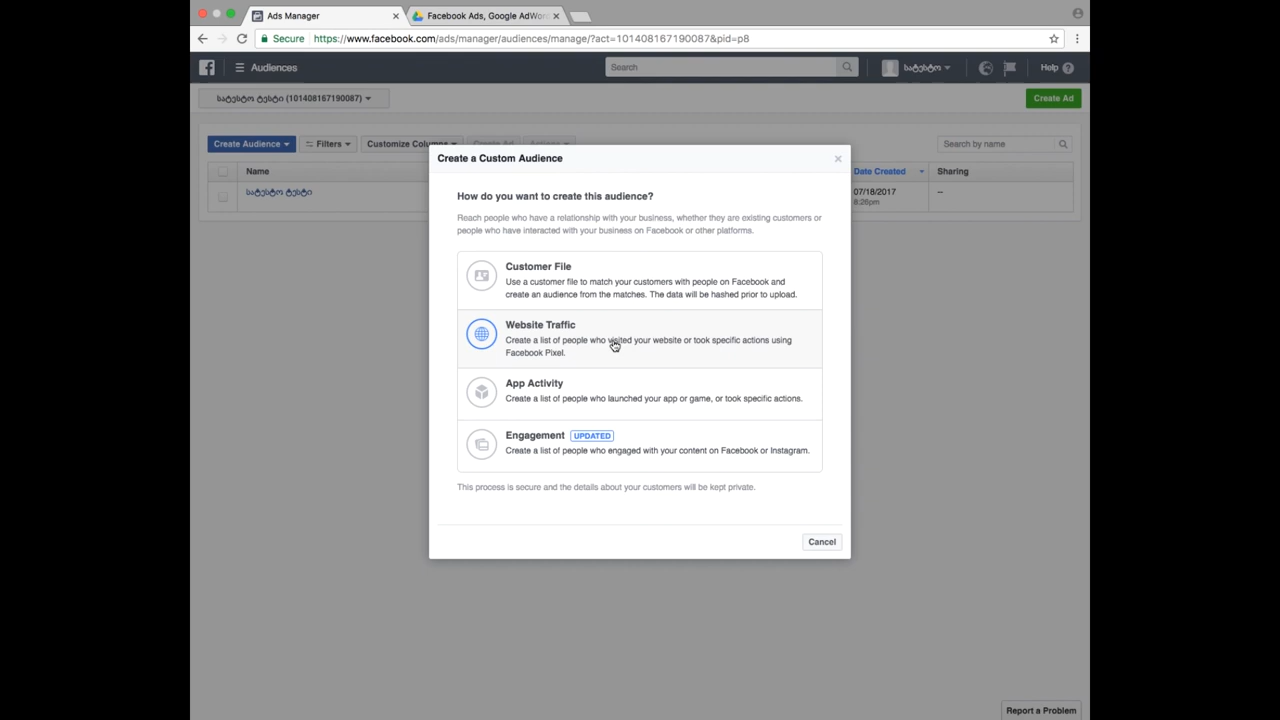 Ads Manager
Facebook Ads, Google AdWor
Secure
https://www.facebook.com/ads/manager/audiences/manage/?act=101408167190087&pid=p8
Audiences
Search
სატესტო
Help
სატესტო ტესტი (101408167190087)
Create Ad
Create Audience
Filters
Customize Columns
Create Ad
Actions
Search by name
Name
Date Created
Sharing
სატესტო ტესტი
07/18/2017
8:26pm
--
Create a Custom Audience
How do you want to create this audience?
Reach people who have a relationship with your business, whether they are existing customers or
people who have interacted with your business on Facebook or other platforms.
Customer File
Use a customer file to match your customers with people on Facebook and
create an audience from the matches. The data will be hashed prior to upload.
Website Traffic
Create a list of people who visited your website or took specific actions using
Facebook Pixel.
App Activity
Create a list of people who launched your app or game, or took specific actions.
Engagement UPDATED
Create a list of people who engaged with your content on Facebook or Instagram.
This process is secure and the details about your customers will be kept private.
Cancel
Report a Problem